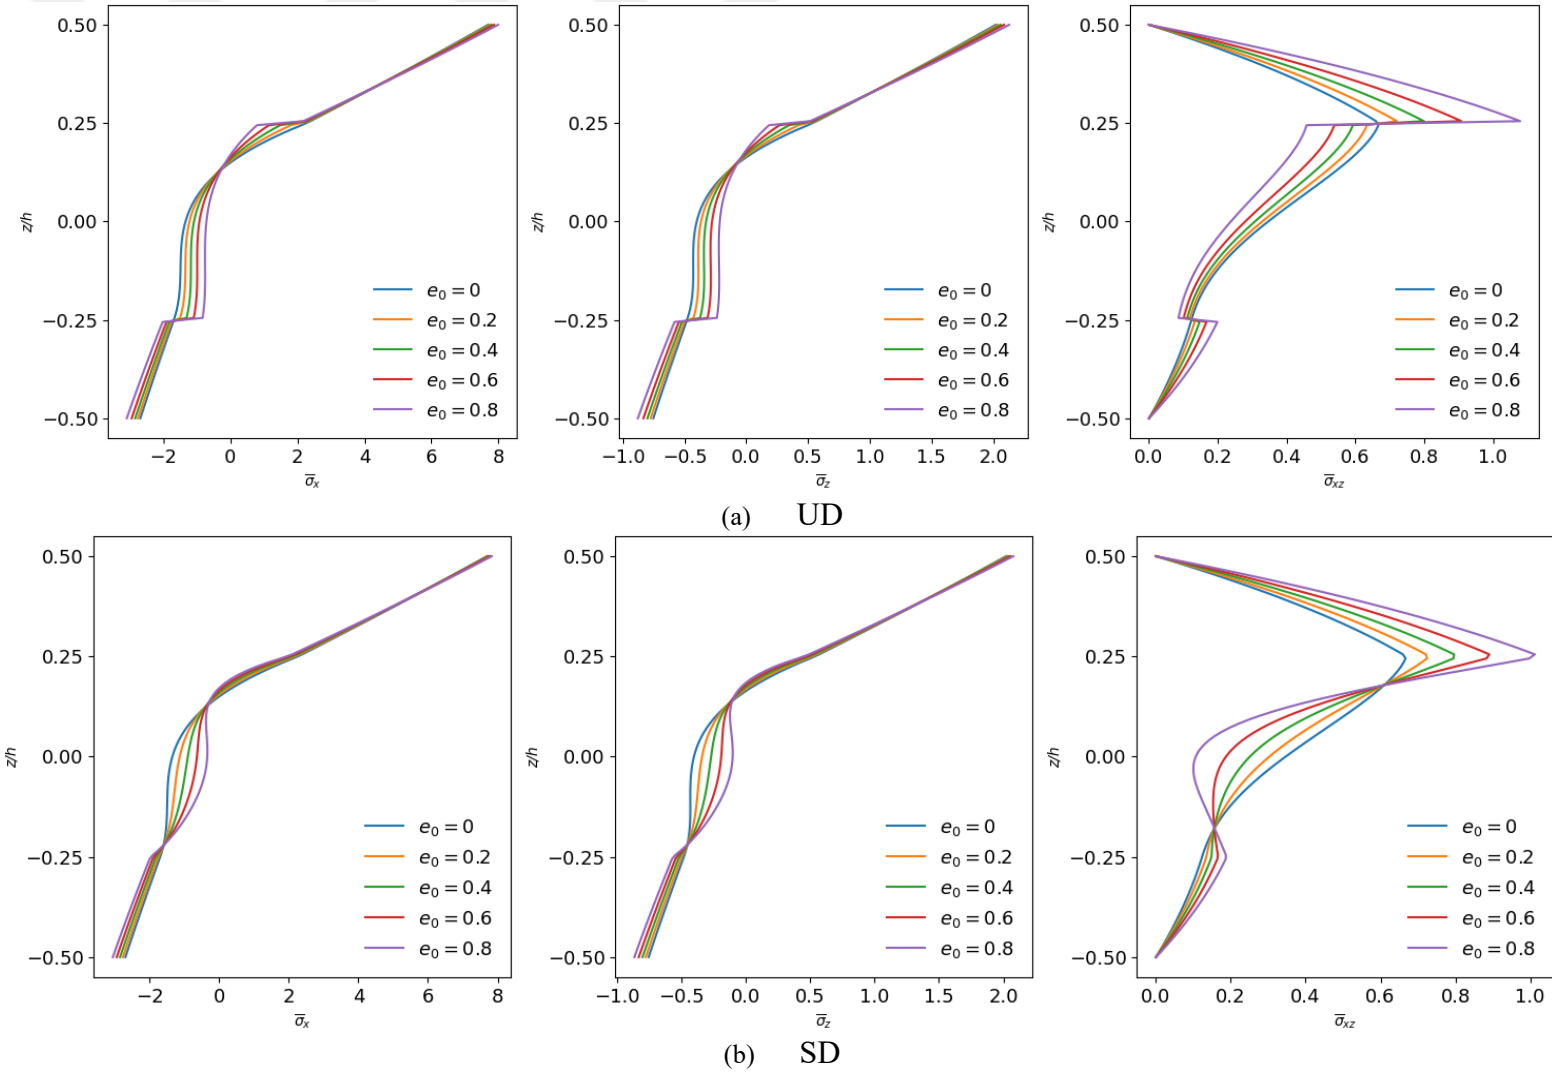 0.50
0.25
0.00
−0.25
−0.50
z/h
−2 0 2 4 6 8
σ̅ₓ
e₀ = 0
e₀ = 0.2
e₀ = 0.4
e₀ = 0.6
e₀ = 0.8
0.50
0.25
0.00
−0.25
−0.50
z/h
−1.0 −0.5 0.0 0.5 1.0 1.5 2.0
σ̅_z
e₀ = 0
e₀ = 0.2
e₀ = 0.4
e₀ = 0.6
e₀ = 0.8
0.50
0.25
0.00
−0.25
−0.50
z/h
0.0 0.2 0.4 0.6 0.8 1.0
σ̅_xz
e₀ = 0
e₀ = 0.2
e₀ = 0.4
e₀ = 0.6
e₀ = 0.8
(a) UD
0.50
0.25
0.00
−0.25
−0.50
z/h
−2 0 2 4 6 8
σ̅ₓ
e₀ = 0
e₀ = 0.2
e₀ = 0.4
e₀ = 0.6
e₀ = 0.8
0.50
0.25
0.00
−0.25
−0.50
z/h
−1.0 −0.5 0.0 0.5 1.0 1.5 2.0
σ̅_z
e₀ = 0
e₀ = 0.2
e₀ = 0.4
e₀ = 0.6
e₀ = 0.8
0.50
0.25
0.00
−0.25
−0.50
z/h
0.0 0.2 0.4 0.6 0.8 1.0
σ̅_xz
e₀ = 0
e₀ = 0.2
e₀ = 0.4
e₀ = 0.6
e₀ = 0.8
(b) SD